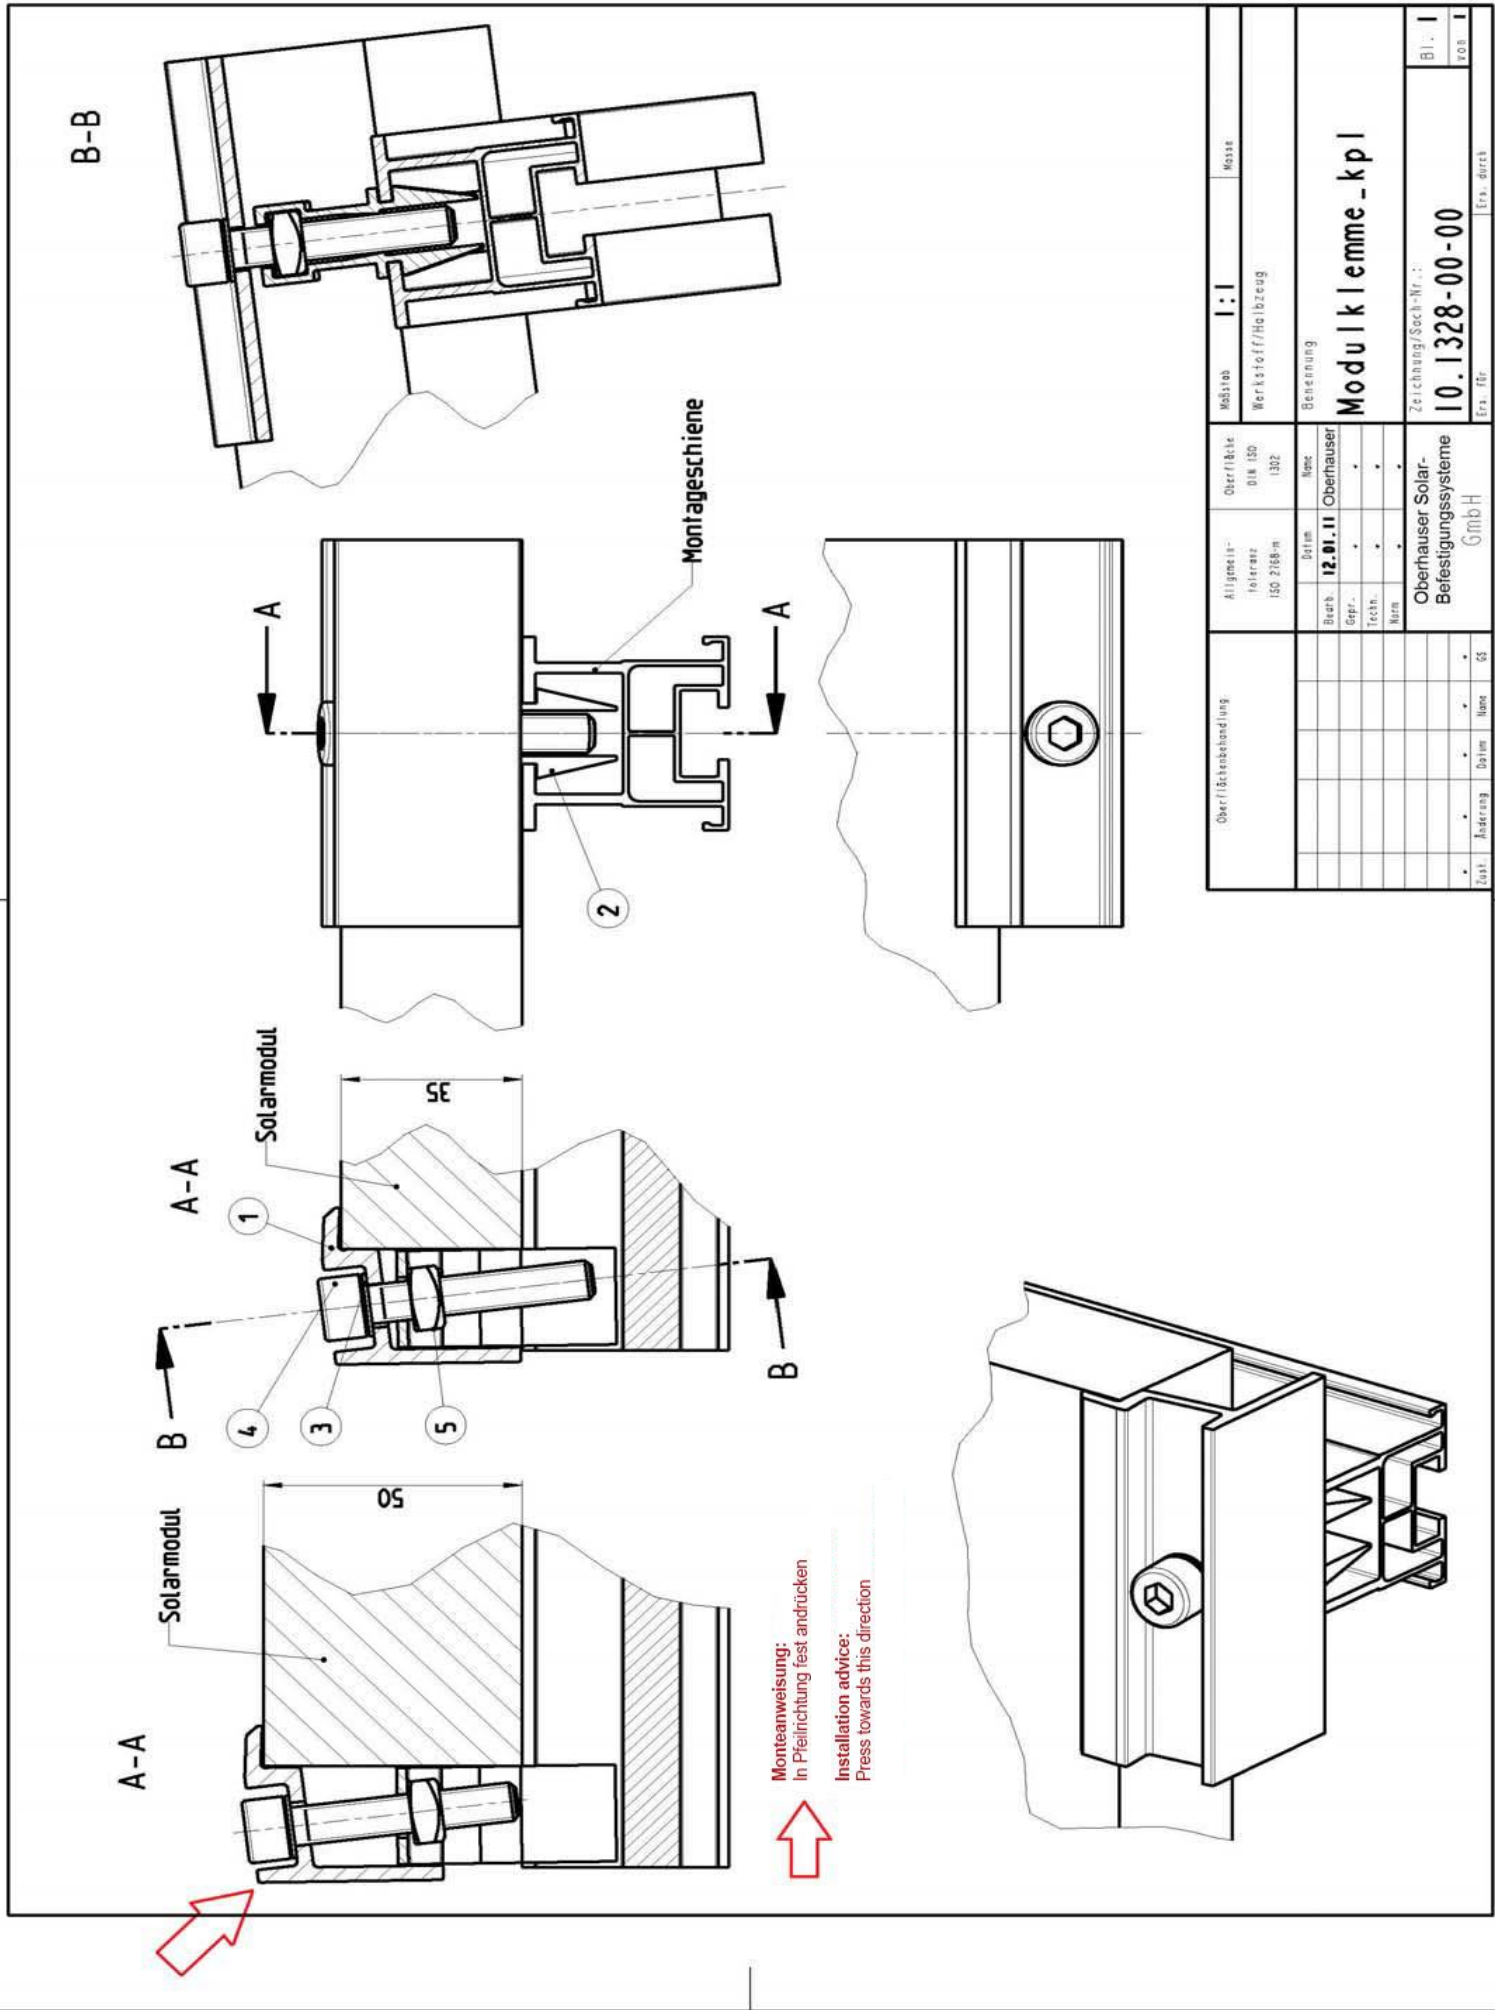 A-A
Solarmodul
50
A-A
Solarmodul
35
1
4
3
5
B
B
2
A
A
Montageschiene
B-B
Monteanweisung:
In Pfeilrichtung fest andrücken
Installation advice:
Press towards this direction
Oberflächenbehandlung
Allgemein-
toleranz
ISO 2768-m
Oberfläche
DIN ISO
1302
Maßstab 1:1 Masse
Werkstoff/Halbzeug
Datum Name
Bearb. 12.01.11 Oberhauser
Gepr.
Techn.
Norm
Benennung
Modulklemme_kpl
Oberhauser Solar-
Befestigungssysteme
GmbH
Zeichnung/Sach-Nr.:
10.1328-00-00
Bl. 1
von 1
Zust. Änderung Datum Name GS
Ers. für
Ers. durch